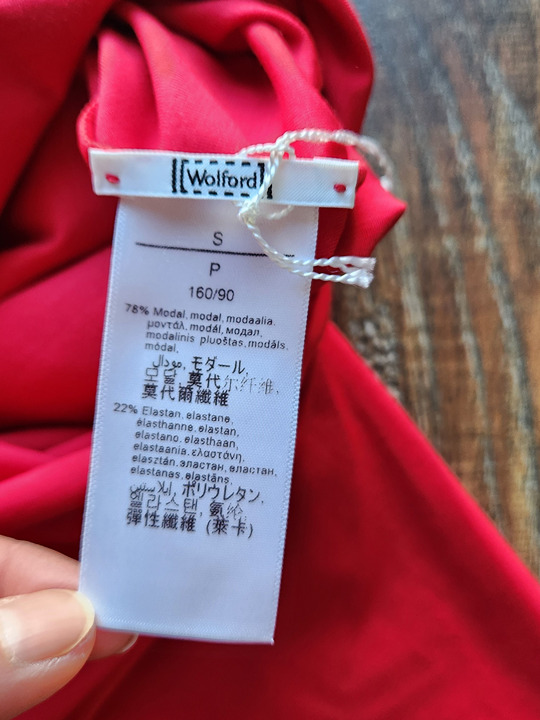 Wolford
S
P
160/90
78% Modal, modal, modaalia,
μοντάλ, modál, модал,
modalinis pluoštas, modāls,
módal,
مودال, モダール,
모달, 莫代尔纤维,
莫代爾纖維
22% Elastan, elastane,
élasthanne, elastan,
elastano, elasthaan,
elastaania, ελαστάνη,
elasztán, эластан, еластан,
elastanas, elastāns,
ポリウレタン,
엘라스탄, 氨纶
彈性纖維 (萊卡)